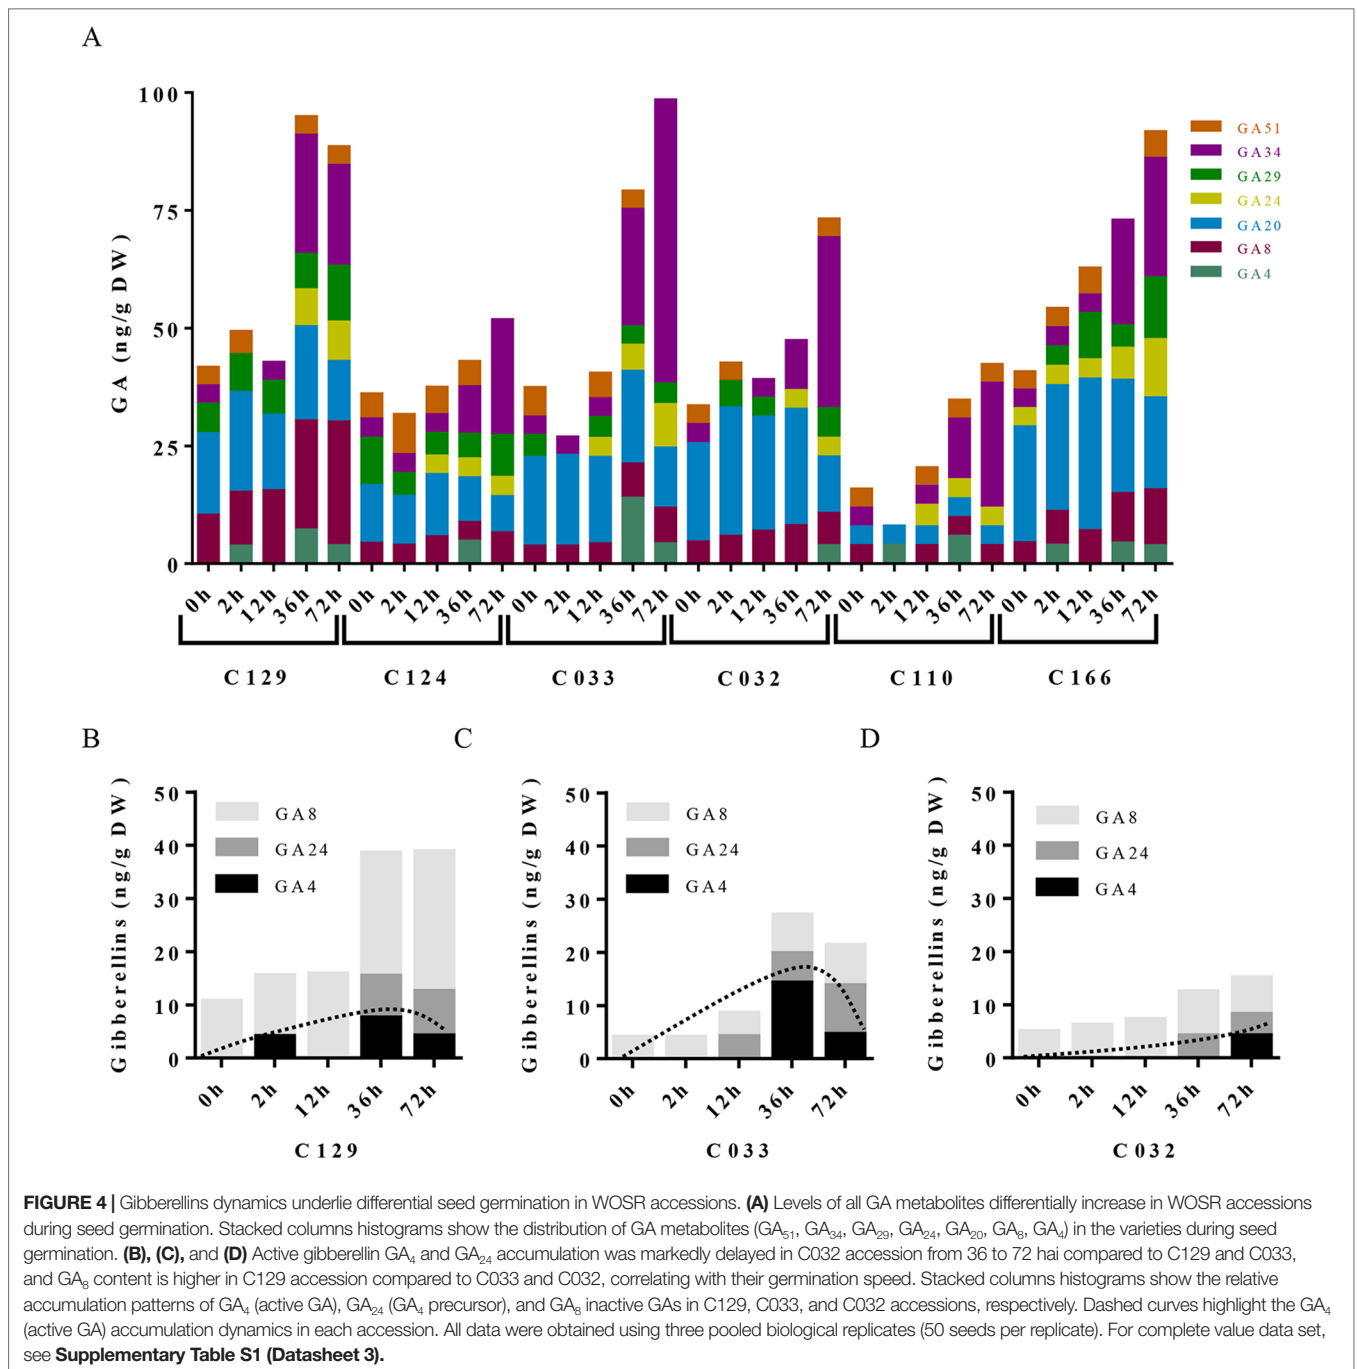 A
GA (ng/g DW)
100
75
50
25
0
GA51
GA34
GA29
GA24
GA20
GA8
GA4
0h 2h 12h 36h 72h 0h 2h 12h 36h 72h 0h 2h 12h 36h 72h 0h 2h 12h 36h 72h 0h 2h 12h 36h 72h 0h 2h 12h 36h 72h
C129 C124 C033 C032 C110 C166
B
Gibberellins (ng/g DW)
50
40
30
20
10
0
GA8
GA24
GA4
0h 2h 12h 36h 72h
C129
C
Gibberellins (ng/g DW)
50
40
30
20
10
0
GA8
GA24
GA4
0h 2h 12h 36h 72h
C033
D
Gibberellins (ng/g DW)
50
40
30
20
10
0
GA8
GA24
GA4
0h 2h 12h 36h 72h
C032
FIGURE 4 | Gibberellins dynamics underlie differential seed germination in WOSR accessions. (A) Levels of all GA metabolites differentially increase in WOSR accessions
during seed germination. Stacked columns histograms show the distribution of GA metabolites (GA₅₁, GA₃₄, GA₂₉, GA₂₄, GA₂₀, GA₈, GA₄) in the varieties during seed
germination. (B), (C), and (D) Active gibberellin GA₄ and GA₂₄ accumulation was markedly delayed in C032 accession from 36 to 72 hai compared to C129 and C033,
and GA₈ content is higher in C129 accession compared to C033 and C032, correlating with their germination speed. Stacked columns histograms show the relative
accumulation patterns of GA₄ (active GA), GA₂₄ (GA₄ precursor), and GA₈ inactive GAs in C129, C033, and C032 accessions, respectively. Dashed curves highlight the GA₄
(active GA) accumulation dynamics in each accession. All data were obtained using three pooled biological replicates (50 seeds per replicate). For complete value data set,
see Supplementary Table S1 (Datasheet 3).